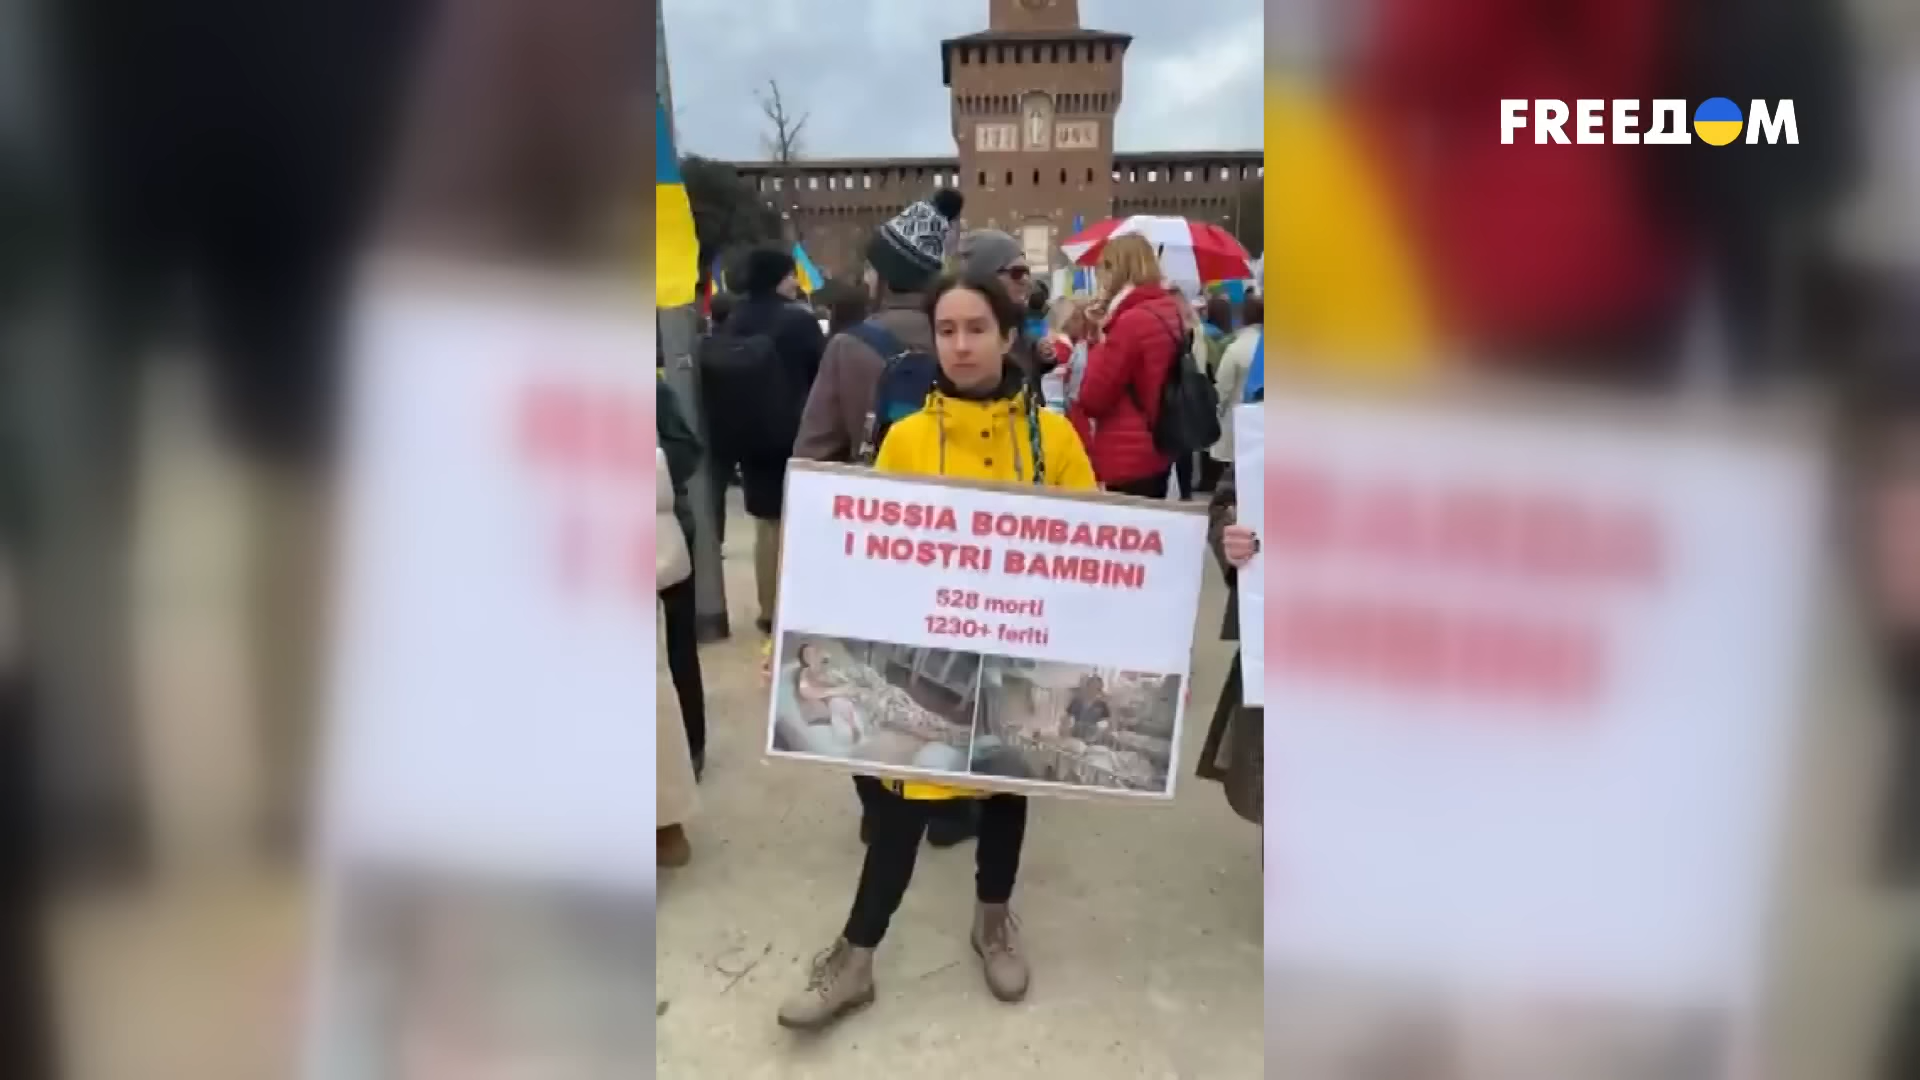 FREEДОМ
RUSSIA BOMBARDA
I NOSTRI BAMBINI
528 morti
1230+ feriti